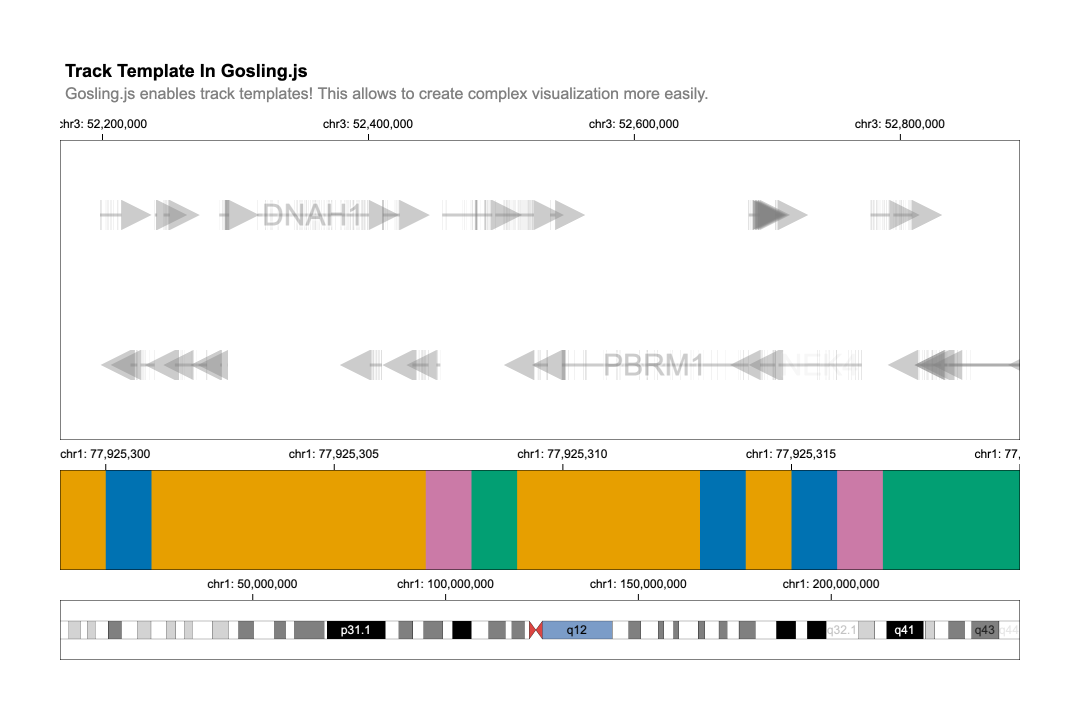 Track Template In Gosling.js
Gosling.js enables track templates! This allows to create complex visualization more easily.
chr3: 52,200,000 chr3: 52,400,000 chr3: 52,600,000 chr3: 52,800,000
DNAH1
PBRM1 NEK4
chr1: 77,925,300 chr1: 77,925,305 chr1: 77,925,310 chr1: 77,925,315 chr1: 77,
chr1: 50,000,000 chr1: 100,000,000 chr1: 150,000,000 chr1: 200,000,000
p31.1 q12 q32.1 q41 q43 q44